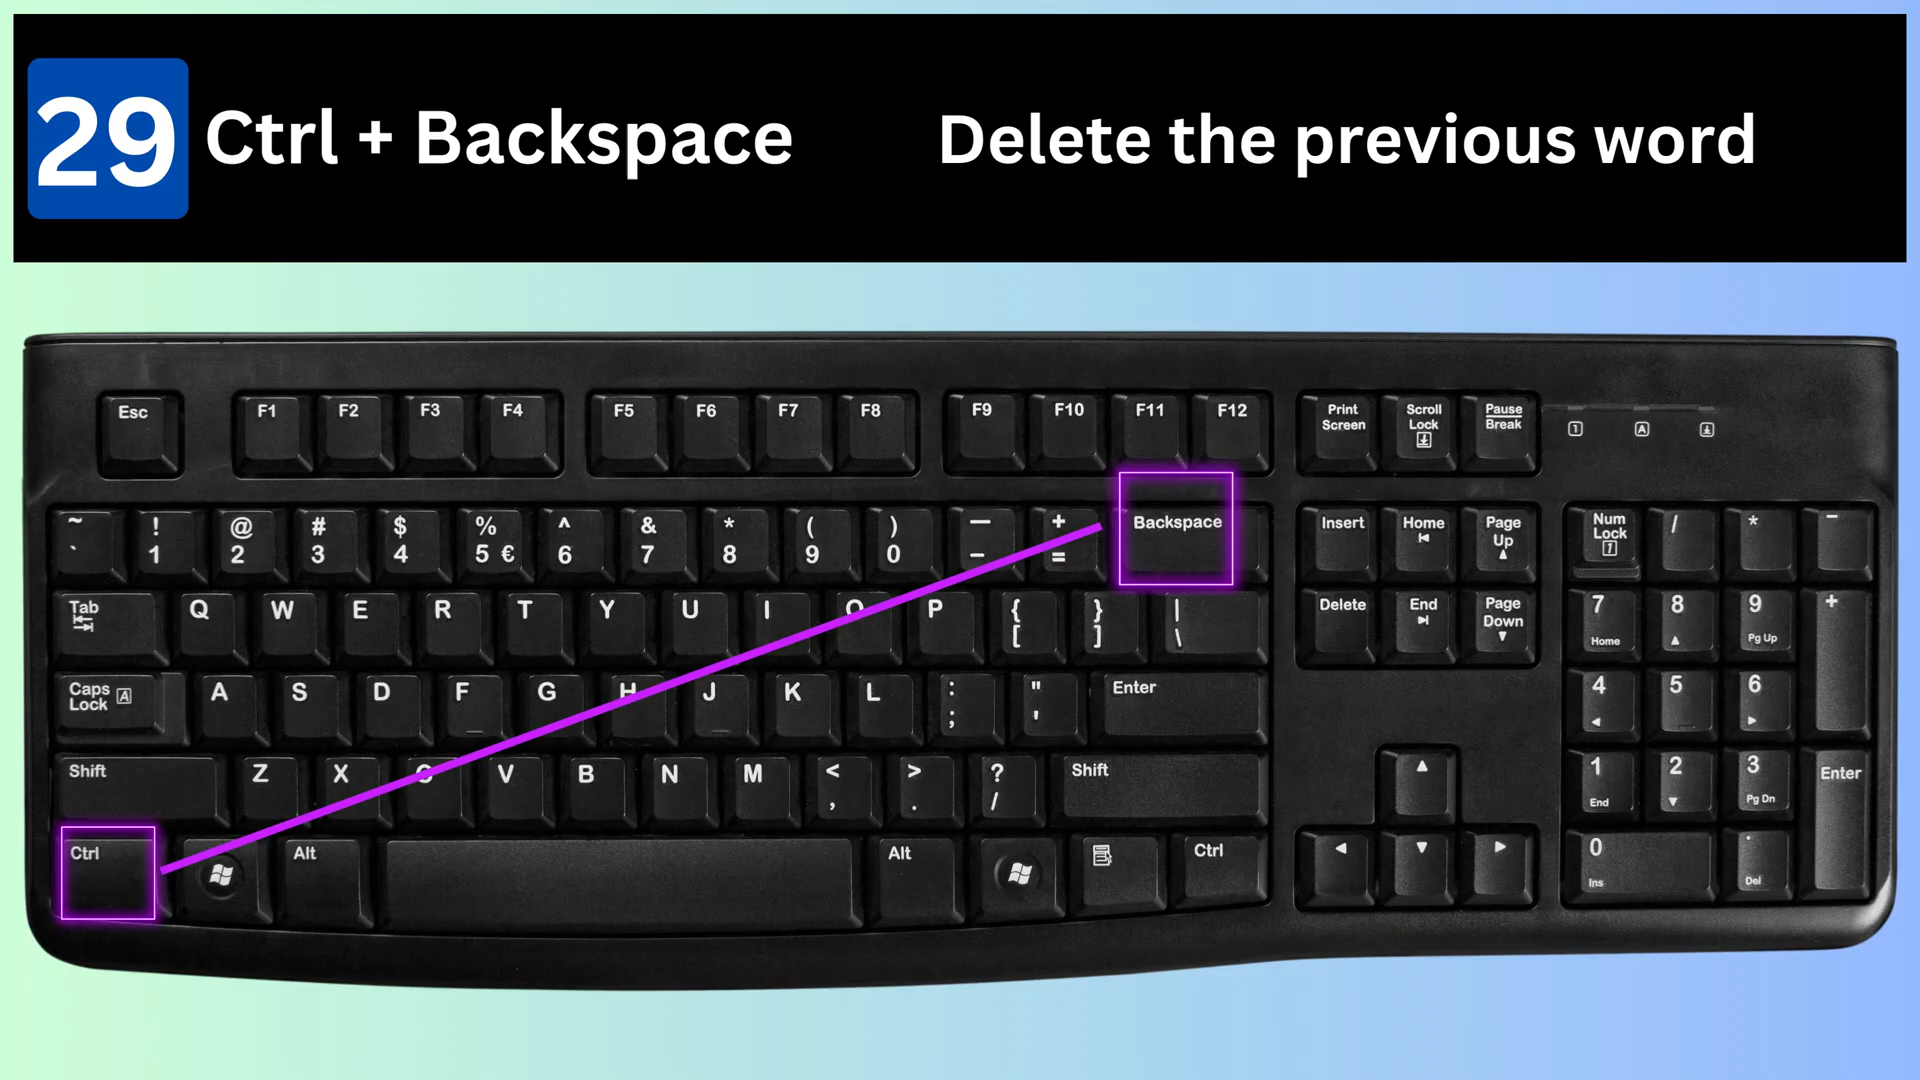 29 Ctrl + Backspace Delete the previous word
Esc F1 F2 F3 F4 F5 F6 F7 F8 F9 F10 F11 F12 Print Screen Scroll Lock Pause Break
1 A
~ ` ! 1 @ 2 # 3 $ 4 % 5 € ^ 6 & 7 * 8 ( 9 ) 0 — – + = Backspace Insert Home Page Up Num Lock 1 / * -
Tab Q W E R T Y U I O P { [ } ] | \ Delete End Page Down 7 Home 8 9 Pg Up +
Caps Lock A A S D F G H J K L : ; " ' Enter 4 5 6
Shift Z X C V B N M < , > . ? / Shift 1 End 2 3 Pg Dn Enter
Ctrl Alt Alt Ctrl 0 Ins . Del